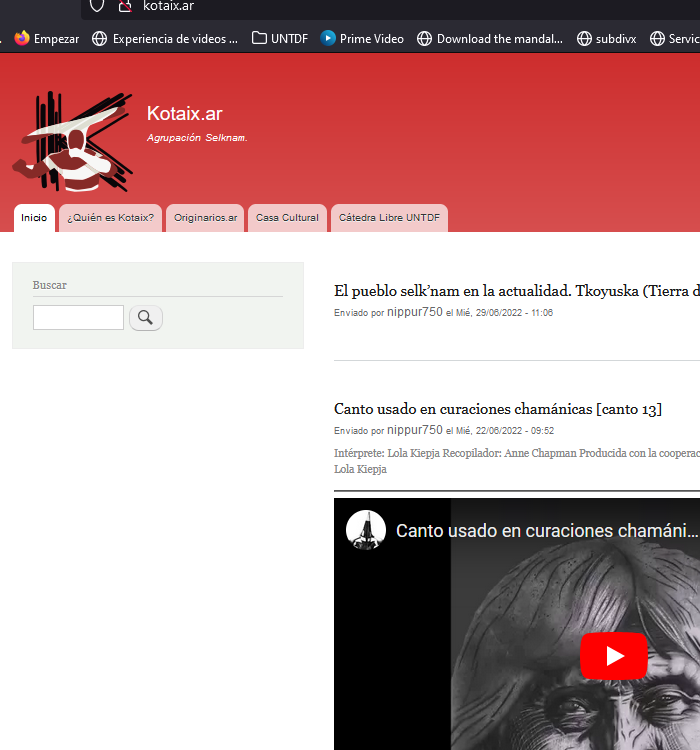 kotaix.ar
Empezar Experiencia de videos ... UNTDF Prime Video Download the mandal... subdivx Servic
Kotaix.ar
Agrupación Selknam.
Inicio ¿Quién es Kotaix? Originarios.ar Casa Cultural Cátedra Libre UNTDF
Buscar
El pueblo selk’nam en la actualidad. Tkoyuska (Tierra d
Enviado por nippur750 el Mié, 29/06/2022 - 11:06
Canto usado en curaciones chamánicas [canto 13]
Enviado por nippur750 el Mié, 22/06/2022 - 09:52
Intérprete: Lola Kiepja Recopilador: Anne Chapman Producida con la cooperac
Lola Kiepja
Canto usado en curaciones chamáni...